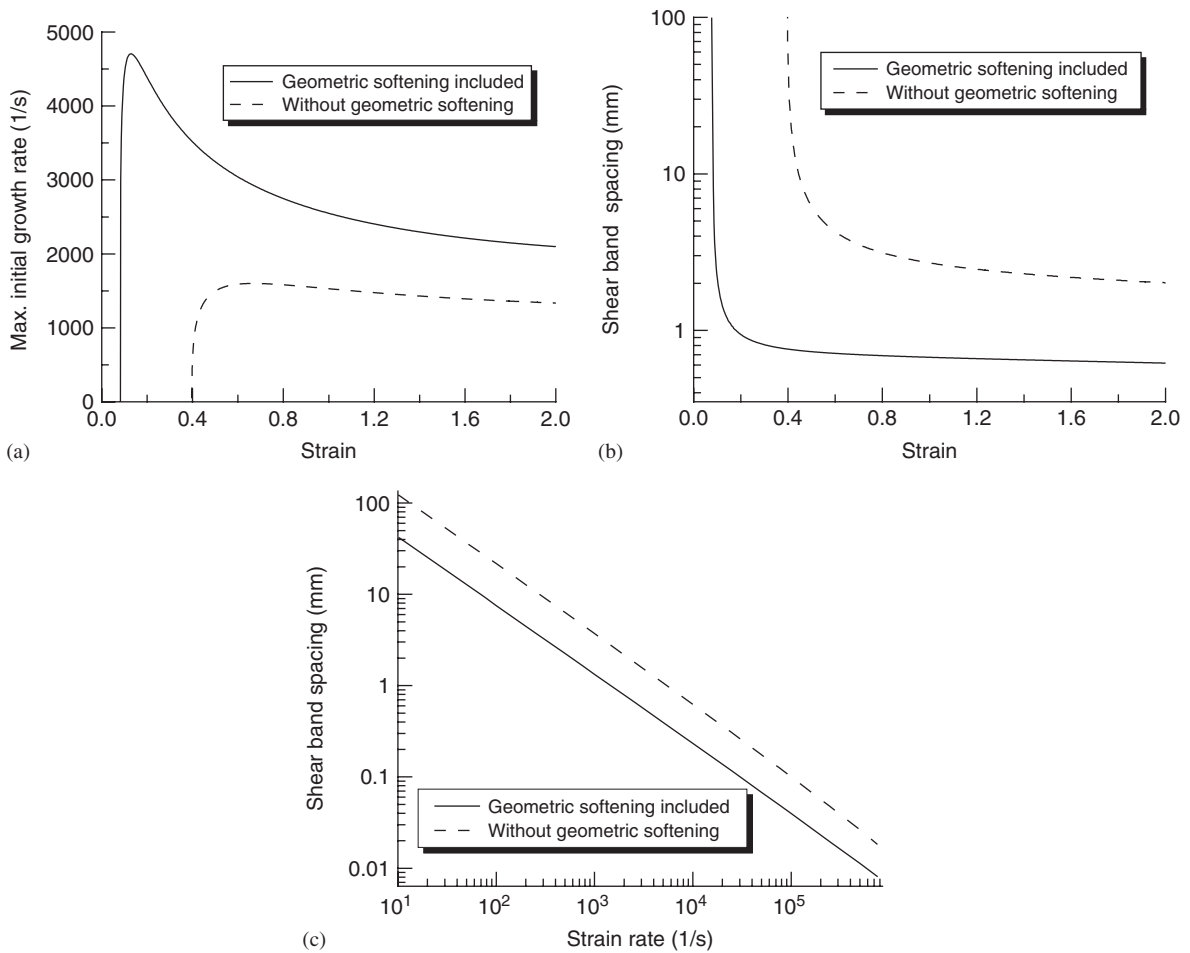 5000
4000
3000
2000
1000
0
Max. initial growth rate (1/s)
Geometric softening included
Without geometric softening
0.0 0.4 0.8 1.2 1.6 2.0
Strain
(a)
100
10
1
Shear band spacing (mm)
Geometric softening included
Without geometric softening
0.0 0.4 0.8 1.2 1.6 2.0
Strain
(b)
100
10
1
0.1
0.01
Shear band spacing (mm)
Geometric softening included
Without geometric softening
10¹ 10² 10³ 10⁴ 10⁵
Strain rate (1/s)
(c)